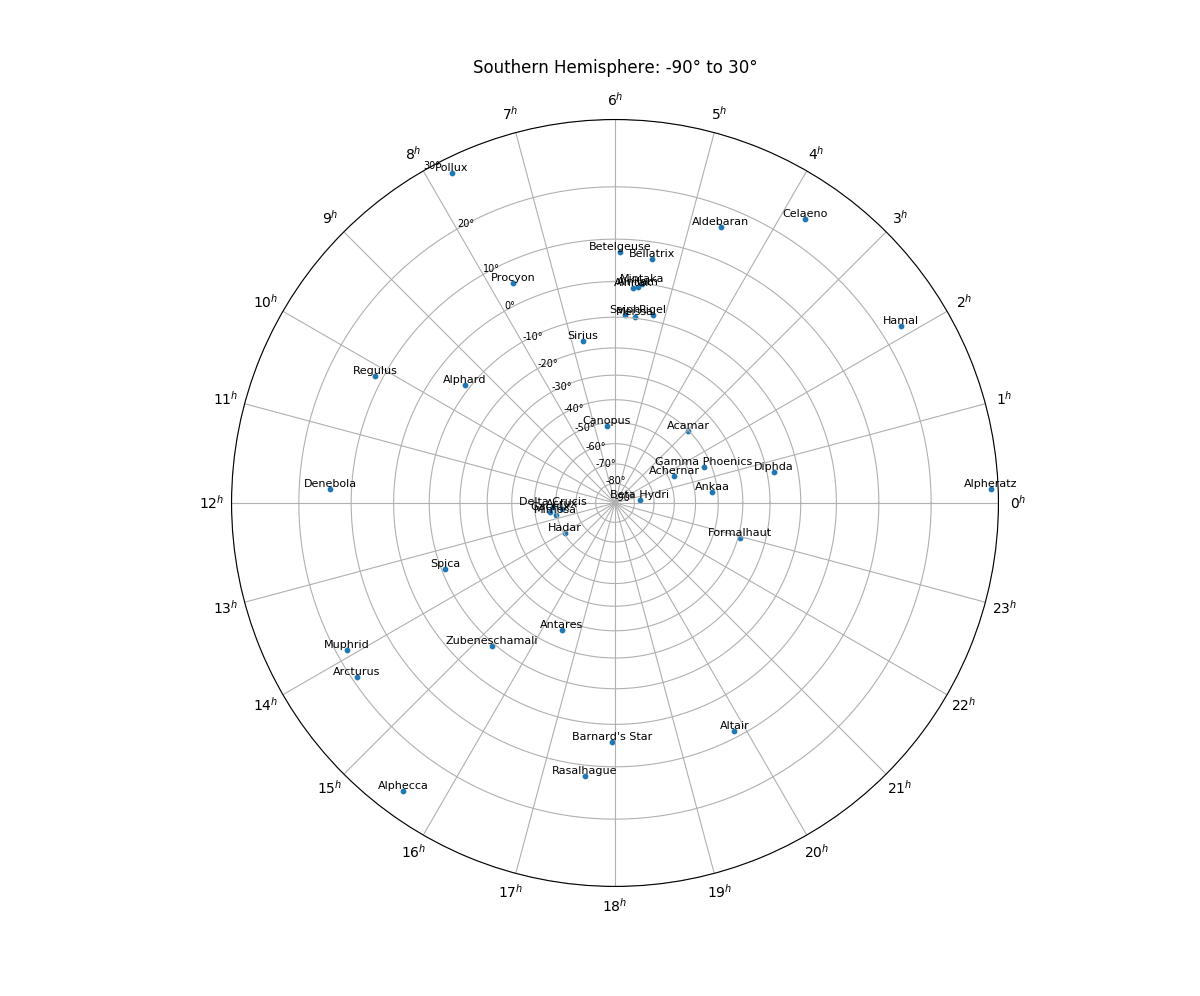 Southern Hemisphere: -90° to 30°
6ʰ
7ʰ
5ʰ
8ʰ
4ʰ
30°
Pollux
9ʰ
Celaeno
3ʰ
20°
Aldebaran
Betelgeuse
Bellatrix
10°
Procyon
Mintaka
10ʰ
2ʰ
0°
Rigel
Hamal
-10°
Sirius
-20°
Regulus
Alphard
-30°
11ʰ
1ʰ
-40°
Canopus
-50°
Acamar
-60°
-70°
Gamma Phoenics
Achernar
Diphda
-80°
Denebola
Ankaa
Alpheratz
Beta Hydri
-90°
12ʰ
0ʰ
Delta Crucis
Mimosa
Hadar
Formalhaut
Spica
13ʰ
23ʰ
Antares
Zubeneschamali
Muphrid
Arcturus
14ʰ
22ʰ
Altair
Barnard's Star
Rasalhague
15ʰ
Alphecca
21ʰ
16ʰ
20ʰ
17ʰ
19ʰ
18ʰ